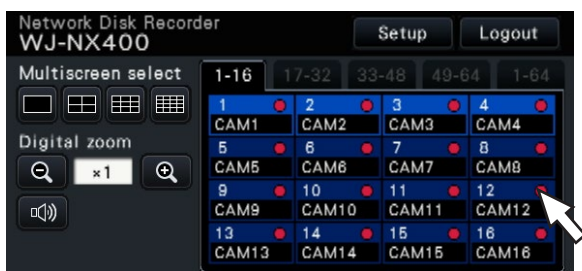 Network Disk Recorder
WJ-NX400
Setup
Logout
Multiscreen select
1-16 17-32 33-48 49-64 1-64
1 2 3 4
CAM1 CAM2 CAM3 CAM4
Digital zoom
5 6 7 8
CAM5 CAM6 CAM7 CAM8
×1
9 10 11 12
CAM9 CAM10 CAM11 CAM12
13 14 15 16
CAM13 CAM14 CAM15 CAM16